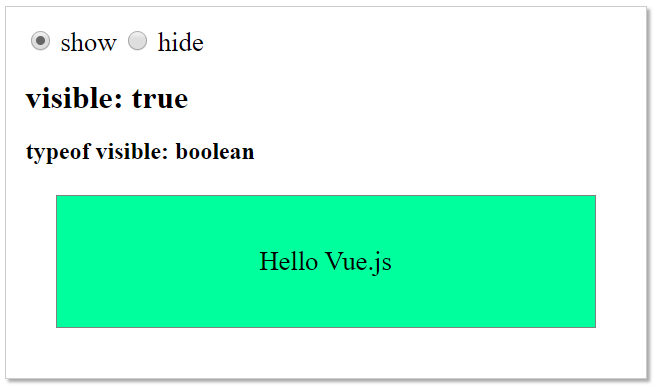 show hide
visible: true
typeof visible: boolean
Hello Vue.js